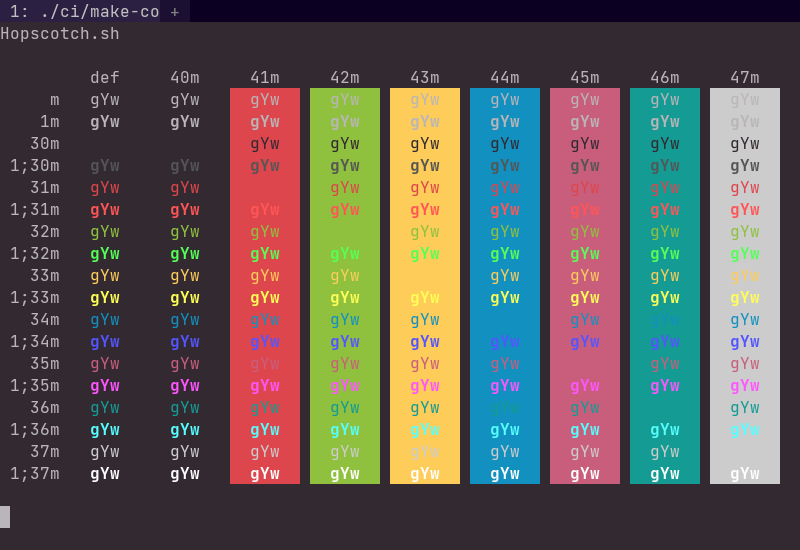 1: ./ci/make-co +
Hopscotch.sh
def 40m 41m 42m 43m 44m 45m 46m 47m
m gYw gYw gYw gYw gYw gYw gYw gYw gYw
1m gYw gYw gYw gYw gYw gYw gYw gYw gYw
30m gYw gYw gYw gYw gYw gYw gYw
1;30m gYw gYw gYw gYw gYw gYw gYw gYw gYw
31m gYw gYw gYw gYw gYw gYw gYw gYw
1;31m gYw gYw gYw gYw gYw gYw gYw gYw gYw
32m gYw gYw gYw gYw gYw gYw gYw gYw
1;32m gYw gYw gYw gYw gYw gYw gYw gYw gYw
33m gYw gYw gYw gYw gYw gYw gYw gYw
1;33m gYw gYw gYw gYw gYw gYw gYw gYw gYw
34m gYw gYw gYw gYw gYw gYw gYw gYw
1;34m gYw gYw gYw gYw gYw gYw gYw gYw gYw
35m gYw gYw gYw gYw gYw gYw gYw gYw
1;35m gYw gYw gYw gYw gYw gYw gYw gYw gYw
36m gYw gYw gYw gYw gYw gYw gYw gYw
1;36m gYw gYw gYw gYw gYw gYw gYw gYw gYw
37m gYw gYw gYw gYw gYw gYw gYw gYw
1;37m gYw gYw gYw gYw gYw gYw gYw gYw gYw